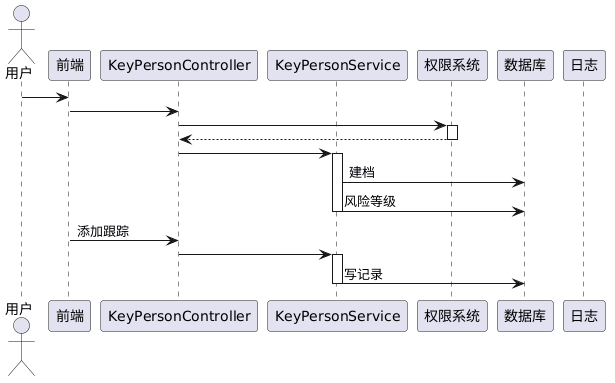 用户
前端
KeyPersonController
KeyPersonService
权限系统
数据库
日志
建档
风险等级
添加跟踪
写记录
用户
前端
KeyPersonController
KeyPersonService
权限系统
数据库
日志